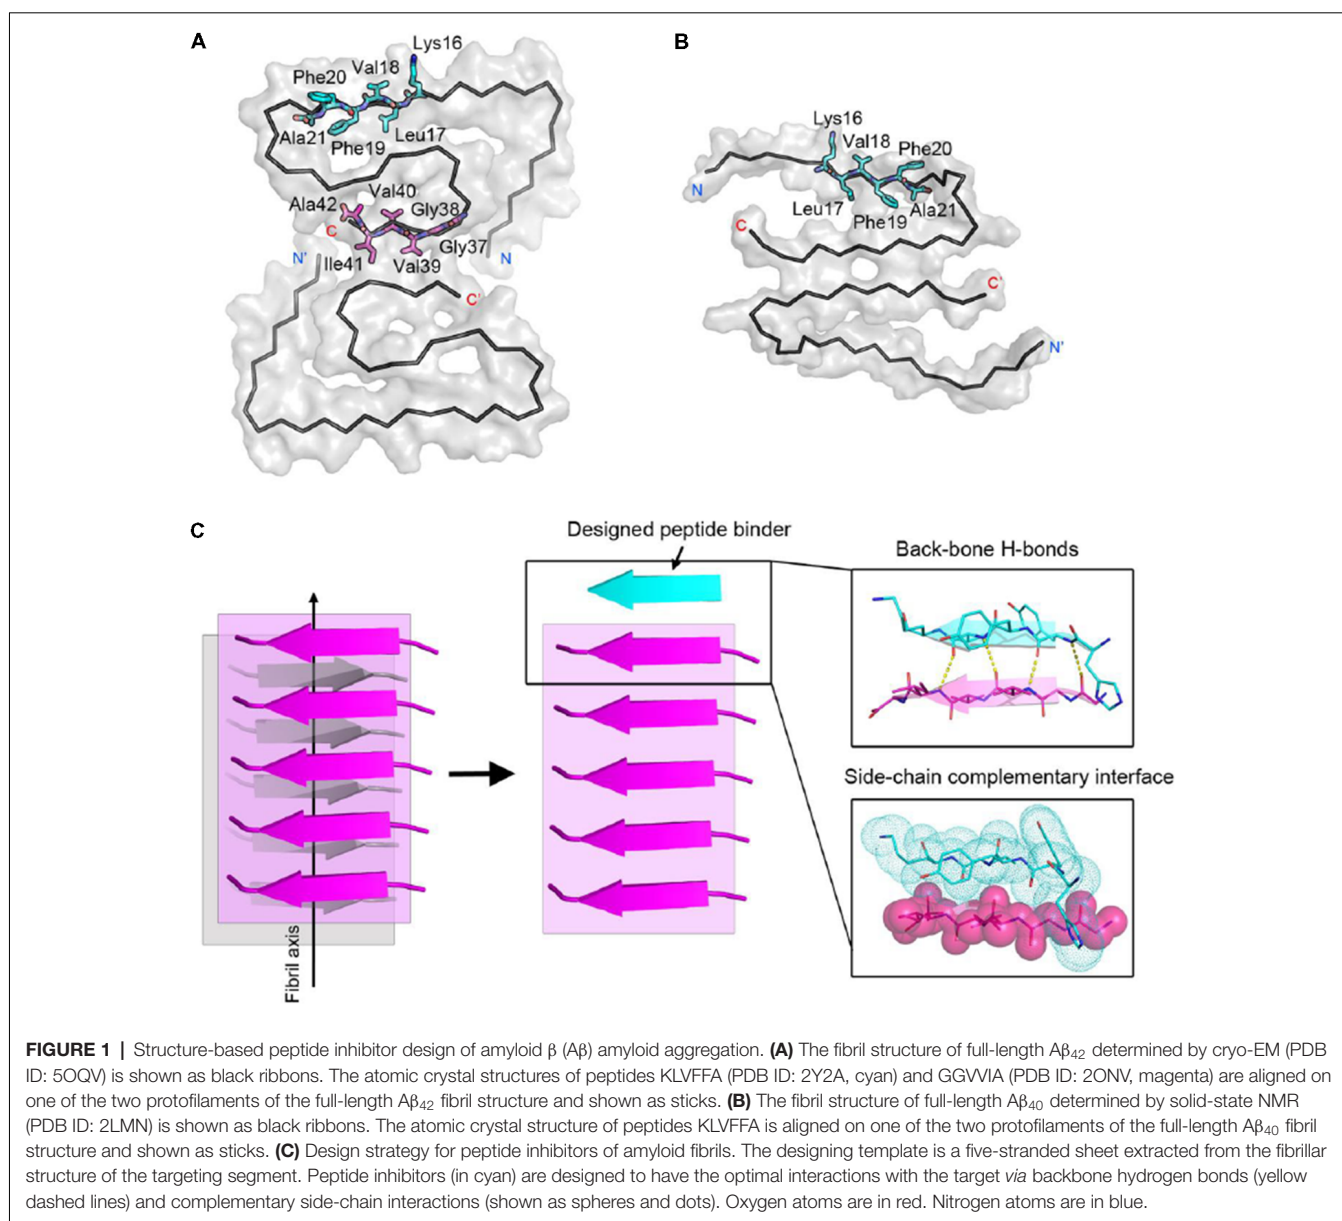 A
Lys16
Val18
Phe20
Ala21
Phe19
Leu17
Val40
Ala42
Gly38
C
Gly37
N'
Ile41
Val39
N
C'
B
Lys16
Val18
Phe20
N
Leu17
Phe19
Ala21
C
C'
N'
C
Designed peptide binder
Back-bone H-bonds
Side-chain complementary interface
Fibril axis
FIGURE 1 | Structure-based peptide inhibitor design of amyloid β (Aβ) amyloid aggregation. (A) The fibril structure of full-length Aβ42 determined by cryo-EM (PDB
ID: 5OQV) is shown as black ribbons. The atomic crystal structures of peptides KLVFFA (PDB ID: 2Y2A, cyan) and GGVVIA (PDB ID: 2ONV, magenta) are aligned on
one of the two protofilaments of the full-length Aβ42 fibril structure and shown as sticks. (B) The fibril structure of full-length Aβ40 determined by solid-state NMR
(PDB ID: 2LMN) is shown as black ribbons. The atomic crystal structure of peptides KLVFFA is aligned on one of the two protofilaments of the full-length Aβ40 fibril
structure and shown as sticks. (C) Design strategy for peptide inhibitors of amyloid fibrils. The designing template is a five-stranded sheet extracted from the fibrillar
structure of the targeting segment. Peptide inhibitors (in cyan) are designed to have the optimal interactions with the target via backbone hydrogen bonds (yellow
dashed lines) and complementary side-chain interactions (shown as spheres and dots). Oxygen atoms are in red. Nitrogen atoms are in blue.